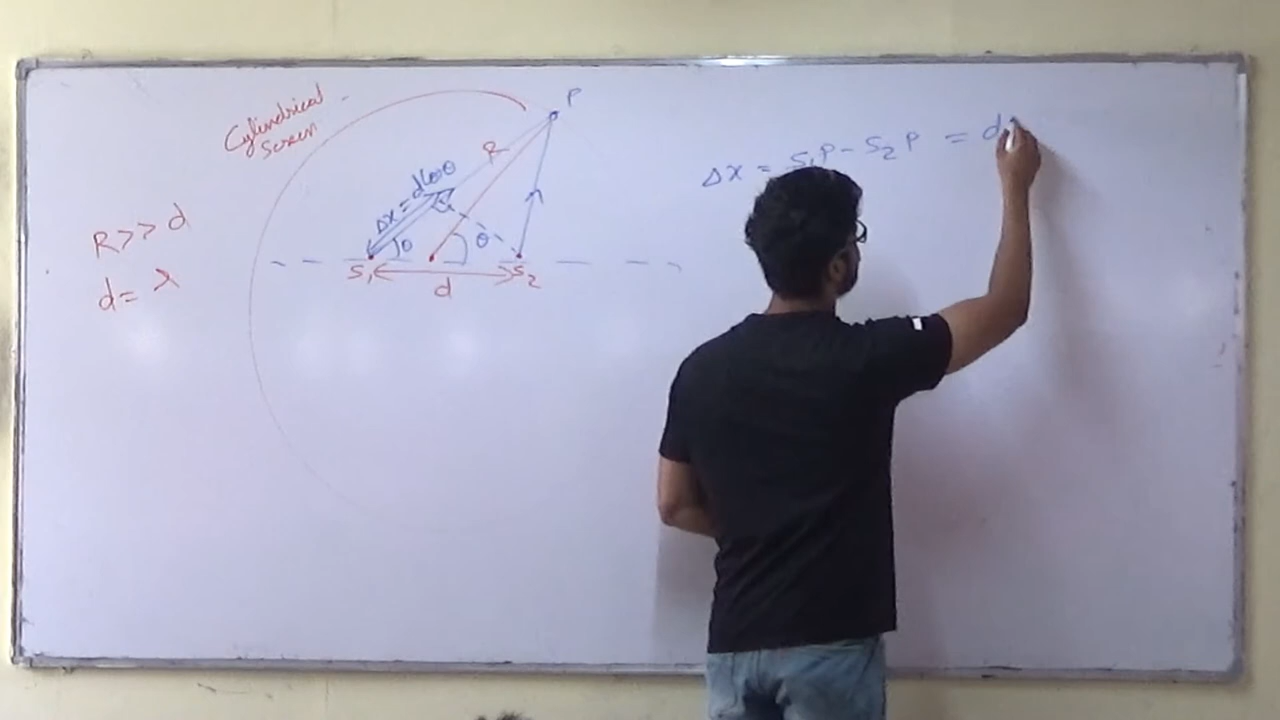 Cylindrical
Screen
P
R
Δx = dCosθ
θ
θ
S₁
S₂
d
R>>d
d= λ
Δx = S₁P - S₂P = d